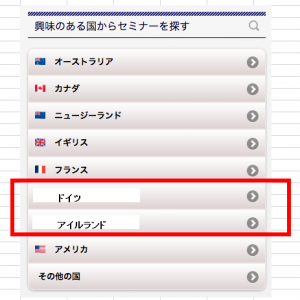 興味のある国からセミナーを探す
オーストラリア
カナダ
ニュージーランド
イギリス
フランス
ドイツ
アイルランド
アメリカ
その他の国